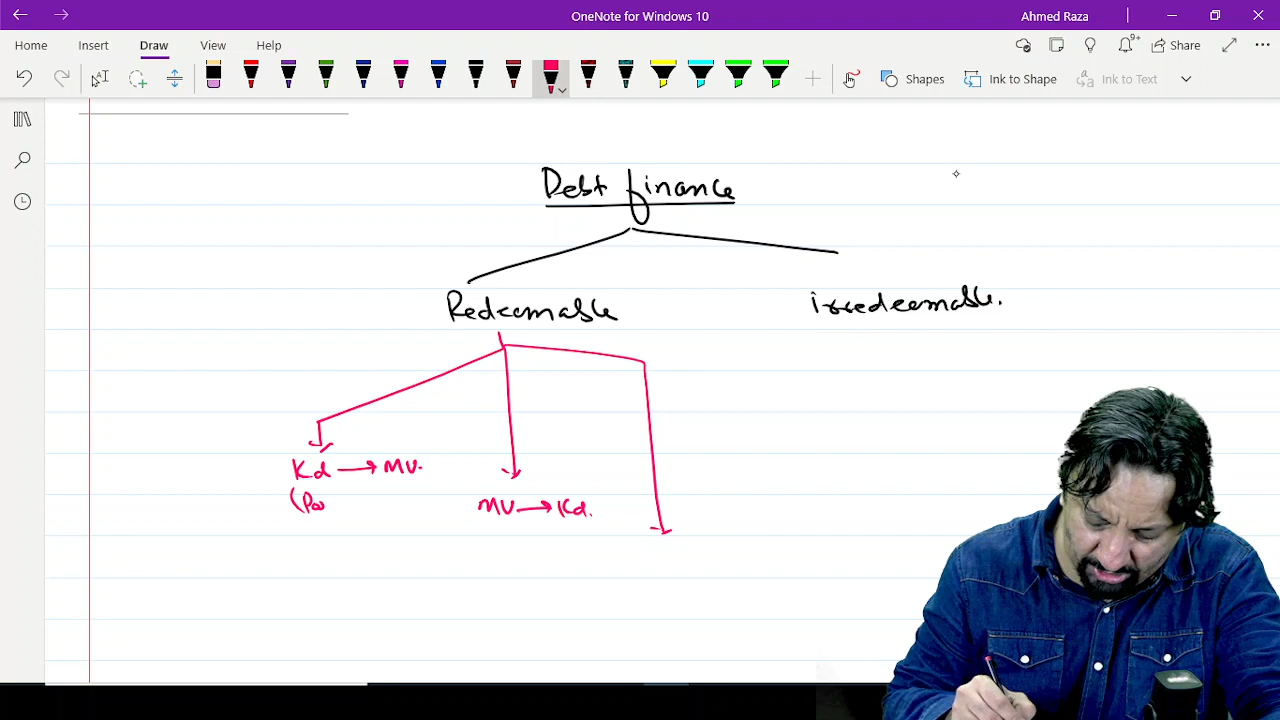 OneNote for Windows 10
Ahmed Raza
Home Insert Draw View Help
9+ Share
Shapes Ink to Shape Ink to Text
Debt finance
Redeemable
irredeemable.
Kd → MV.
MV → Kd.